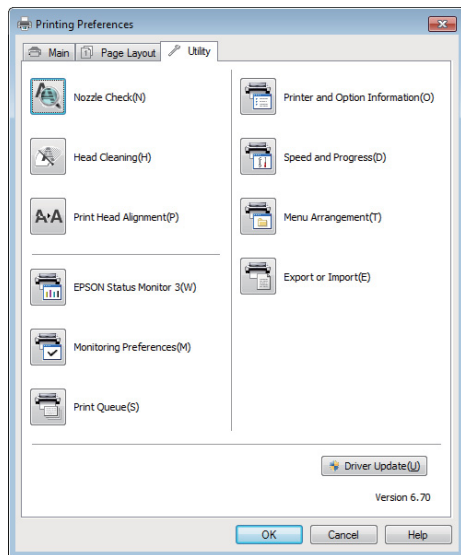 Printing Preferences
Main
Page Layout
Utility
Nozzle Check(N)
Head Cleaning(H)
Print Head Alignment(P)
EPSON Status Monitor 3(W)
Monitoring Preferences(M)
Print Queue(S)
Printer and Option Information(O)
Speed and Progress(D)
Menu Arrangement(T)
Export or Import(E)
Driver Update(U)
Version 6.70
OK
Cancel
Help